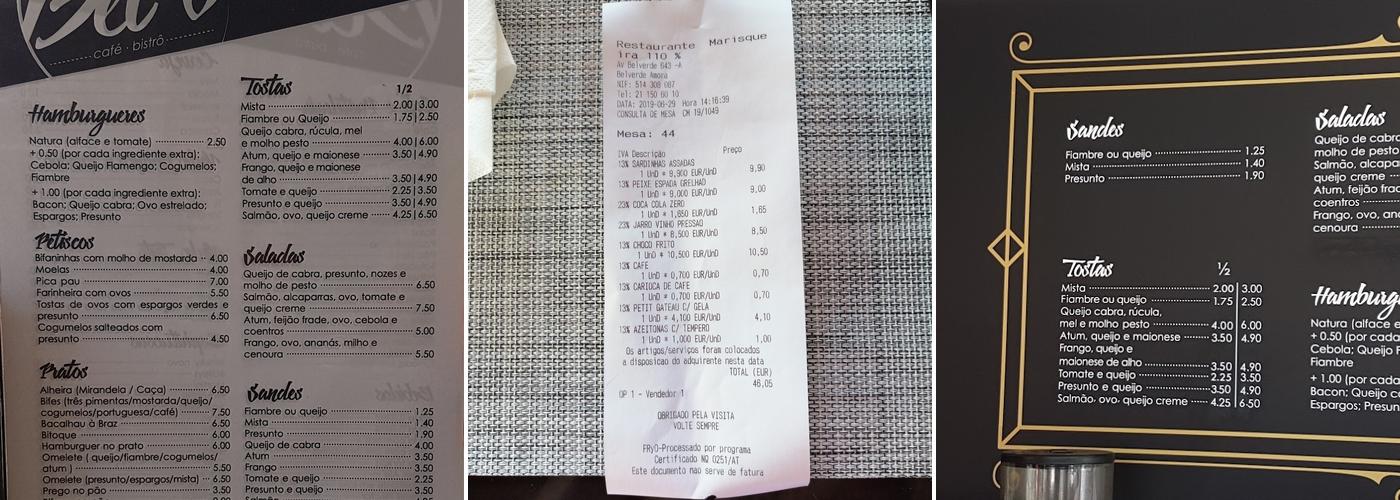 café · bistrô
Hamburgueres
Natura (alface e tomate) 2.50
+ 0.50 (por cada ingrediente extra):
Cebola; Queijo Flamengo; Cogumelos;
Fiambre
+ 1.00 (por cada ingrediente extra):
Bacon; Queijo cabra; Ovo estrelado;
Espargos; Presunto
Petiscos
Bifaninhas com molho de mostarda 4.00
Moelas 4.00
Pica pau 7.00
Farinheira com ovos 5.50
Tostas de ovos com espargos verdes e
presunto 6.50
Cogumelos salteados com
presunto 4.50
Pratos
Alheira (Mirandela / Caça) 6.50
Bifes (três pimentas/mostarda/queijo/
cogumelos/portuguesa/café) 7.50
Bacalhau à Braz 6.50
Bitoque 6.00
Hamburger no prato 6.00
Omelete ( queijo/fiambre/cogumelos/
atum ) 5.50
Omelete (presunto/espargos/mista) 6.50
Prego no pão 3.50
Tostas 1/2
Mista 2.00 | 3.00
Fiambre ou Queijo 1.75 | 2.50
Queijo cabra, rúcula, mel
e molho pesto 4.00 | 6.00
Atum, queijo e maionese 3.50 | 4.90
Frango, queijo e maionese
de alho 3.50 | 4.90
Tomate e queijo 2.25 | 3.50
Presunto e queijo 3.50 | 4.90
Salmão, ovo, queijo creme 4.25 | 6.50
Saladas
Queijo de cabra, presunto, nozes e
molho de pesto 6.50
Salmão, alcaparras, ovo, tomate e
queijo creme 7.50
Atum, feijão frade, ovo, cebola e
coentros 5.00
Frango, ovo, ananás, milho e
cenoura 5.50
Sandes
Fiambre ou queijo 1.25
Mista 1.40
Presunto 1.90
Queijo de cabra 4.00
Atum 3.50
Frango 3.50
Tomate e queijo 2.25
Presunto e queijo 3.50
Restaurante Marisque
ira 110 %
AV Belverde 643 -A
Belverde Amora
NIF: 514 308 087
Tel: 21 150 60 10
DATA: 2019-06-29 Hora 14:16:39
CONSULTA DE MESA CM 19/1049
Mesa: 44
IVA Descrição Preço
13% SARDINHAS ASSADAS
1 UnD * 9,900 EUR/UnD 9,90
13% PEIXE ESPADA GRELHAD
1 UnD * 9,000 EUR/UnD 9,00
23% COCA COLA ZERO
1 UnD * 1,650 EUR/UnD 1,65
23% JARRO VINHO PRESSAO
1 UnD * 8,500 EUR/UnD 8,50
13% CHOCO FRITO
1 UnD * 10,500 EUR/UnD 10,50
13% CAFE
1 UnD * 0,700 EUR/UnD 0,70
13% CARIOCA DE CAFE
1 UnD * 0,700 EUR/UnD 0,70
13% PETIT GATEAU C/ GELA
1 UnD * 4,100 EUR/UnD 4,10
13% AZEITONAS C/ TEMPERO
1 UnD * 1,000 EUR/UnD 1,00
Os artigos/serviços foram colocados
a disposicao do adquirente nesta data
TOTAL (EUR)
46,05
OP 1 - Vendedor 1
OBRIGADO PELA VISITA
VOLTE SEMPRE
FRyO-Processado por programa
Certificado NQ 0251/AT
Este documento nao serve de fatura
Sandes
Fiambre ou queijo 1.25
Mista 1.40
Presunto 1.90
Tostas ½
Mista 2.00 3.00
Fiambre ou queijo 1.75 2.50
Queijo cabra, rúcula,
mel e molho pesto 4.00 6.00
Atum, queijo e maionese 3.50 4.90
Frango, queijo e
maionese de alho 3.50 4.90
Tomate e queijo 2.25 3.50
Presunto e queijo 3.50 4.90
Salmão, ovo, queijo creme 4.25 6.50
Saladas
Queijo de cabra
molho de pesto
Salmão, alcapa
queijo creme
Atum, feijão fra
coentros
Frango, ovo, an
cenoura
Hamburg
Natura (alface e
+ 0.50 (por cada
Cebola; Queijo F
Fiambre
+ 1.00 (por cada
Bacon; Queijo c
Espargos; Presun